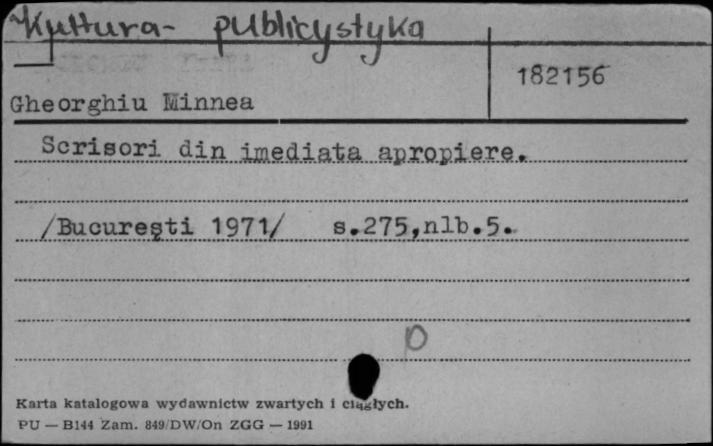 Kultura- publicystyka
182156
Gheorghiu Minnea
Scrisori din imediata apropiere.
/Bucureşti 1971/ s.275,nlb.5.
p
Karta katalogowa wydawnictw zwartych i ciągłych.
PU — B144 Zam. 849/DW/On ZGG — 1991